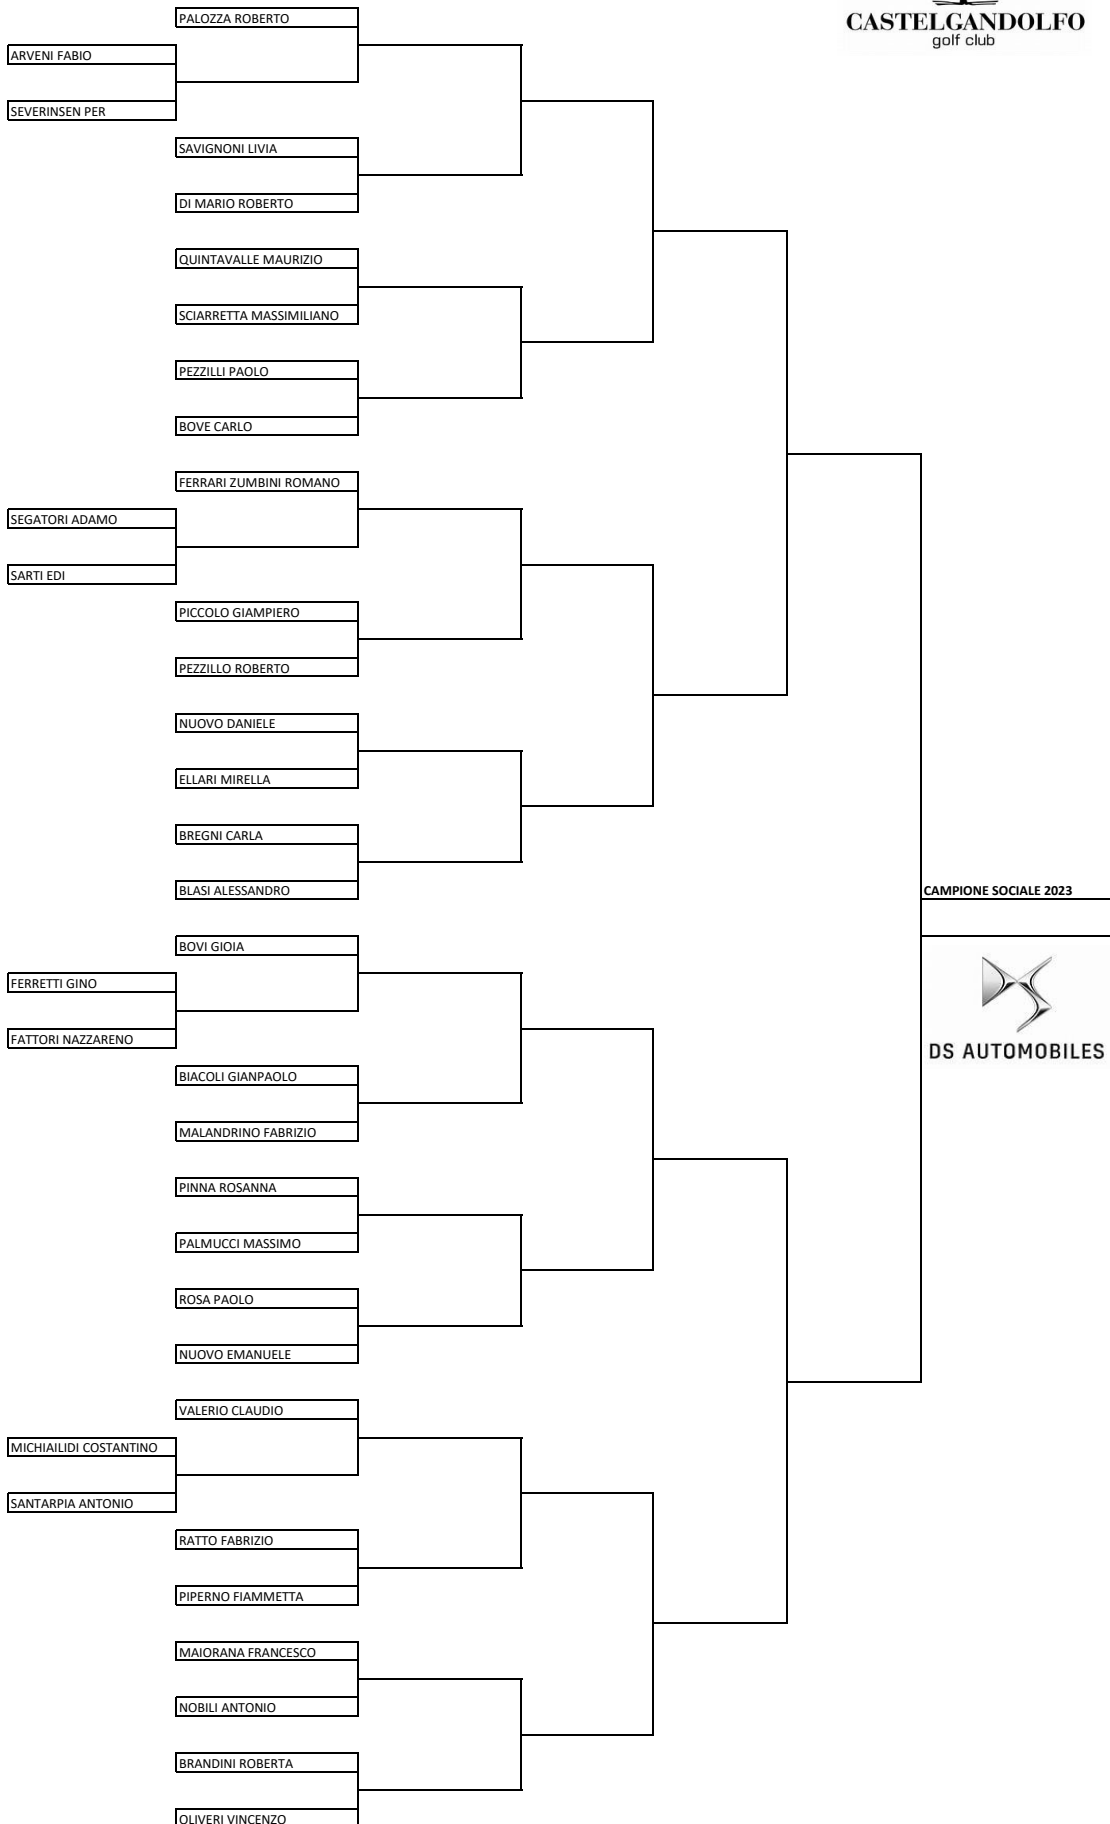 CASTELGANDOLFO
golf club
PALOZZA ROBERTO
ARVENI FABIO
SEVERINSEN PER
SAVIGNONI LIVIA
DI MARIO ROBERTO
QUINTAVALLE MAURIZIO
SCIARRETTA MASSIMILIANO
PEZZILLI PAOLO
BOVE CARLO
FERRARI ZUMBINI ROMANO
SEGATORI ADAMO
SARTI EDI
PICCOLO GIAMPIERO
PEZZILLO ROBERTO
NUOVO DANIELE
ELLARI MIRELLA
BREGNI CARLA
BLASI ALESSANDRO
CAMPIONE SOCIALE 2023
BOVI GIOIA
FERRETTI GINO
FATTORI NAZZARENO
DS AUTOMOBILES
BIACOLI GIANPAOLO
MALANDRINO FABRIZIO
PINNA ROSANNA
PALMUCCI MASSIMO
ROSA PAOLO
NUOVO EMANUELE
VALERIO CLAUDIO
MICHIAILIDI COSTANTINO
SANTARPIA ANTONIO
RATTO FABRIZIO
PIPERNO FIAMMETTA
MAIORANA FRANCESCO
NOBILI ANTONIO
BRANDINI ROBERTA
OLIVERI VINCENZO